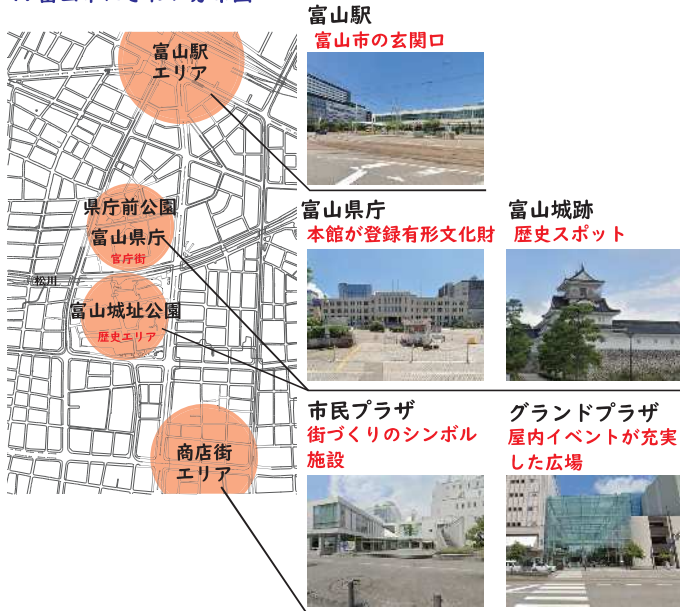 富山駅
エリア
県庁前公園
富山県庁
官庁街
松川
富山城址公園
歴史エリア
商店街
エリア
富山駅
富山市の玄関口
富山県庁
本館が登録有形文化財
富山城跡
歴史スポット
市民プラザ
街づくりのシンボル
施設
グランドプラザ
屋内イベントが充実
した広場